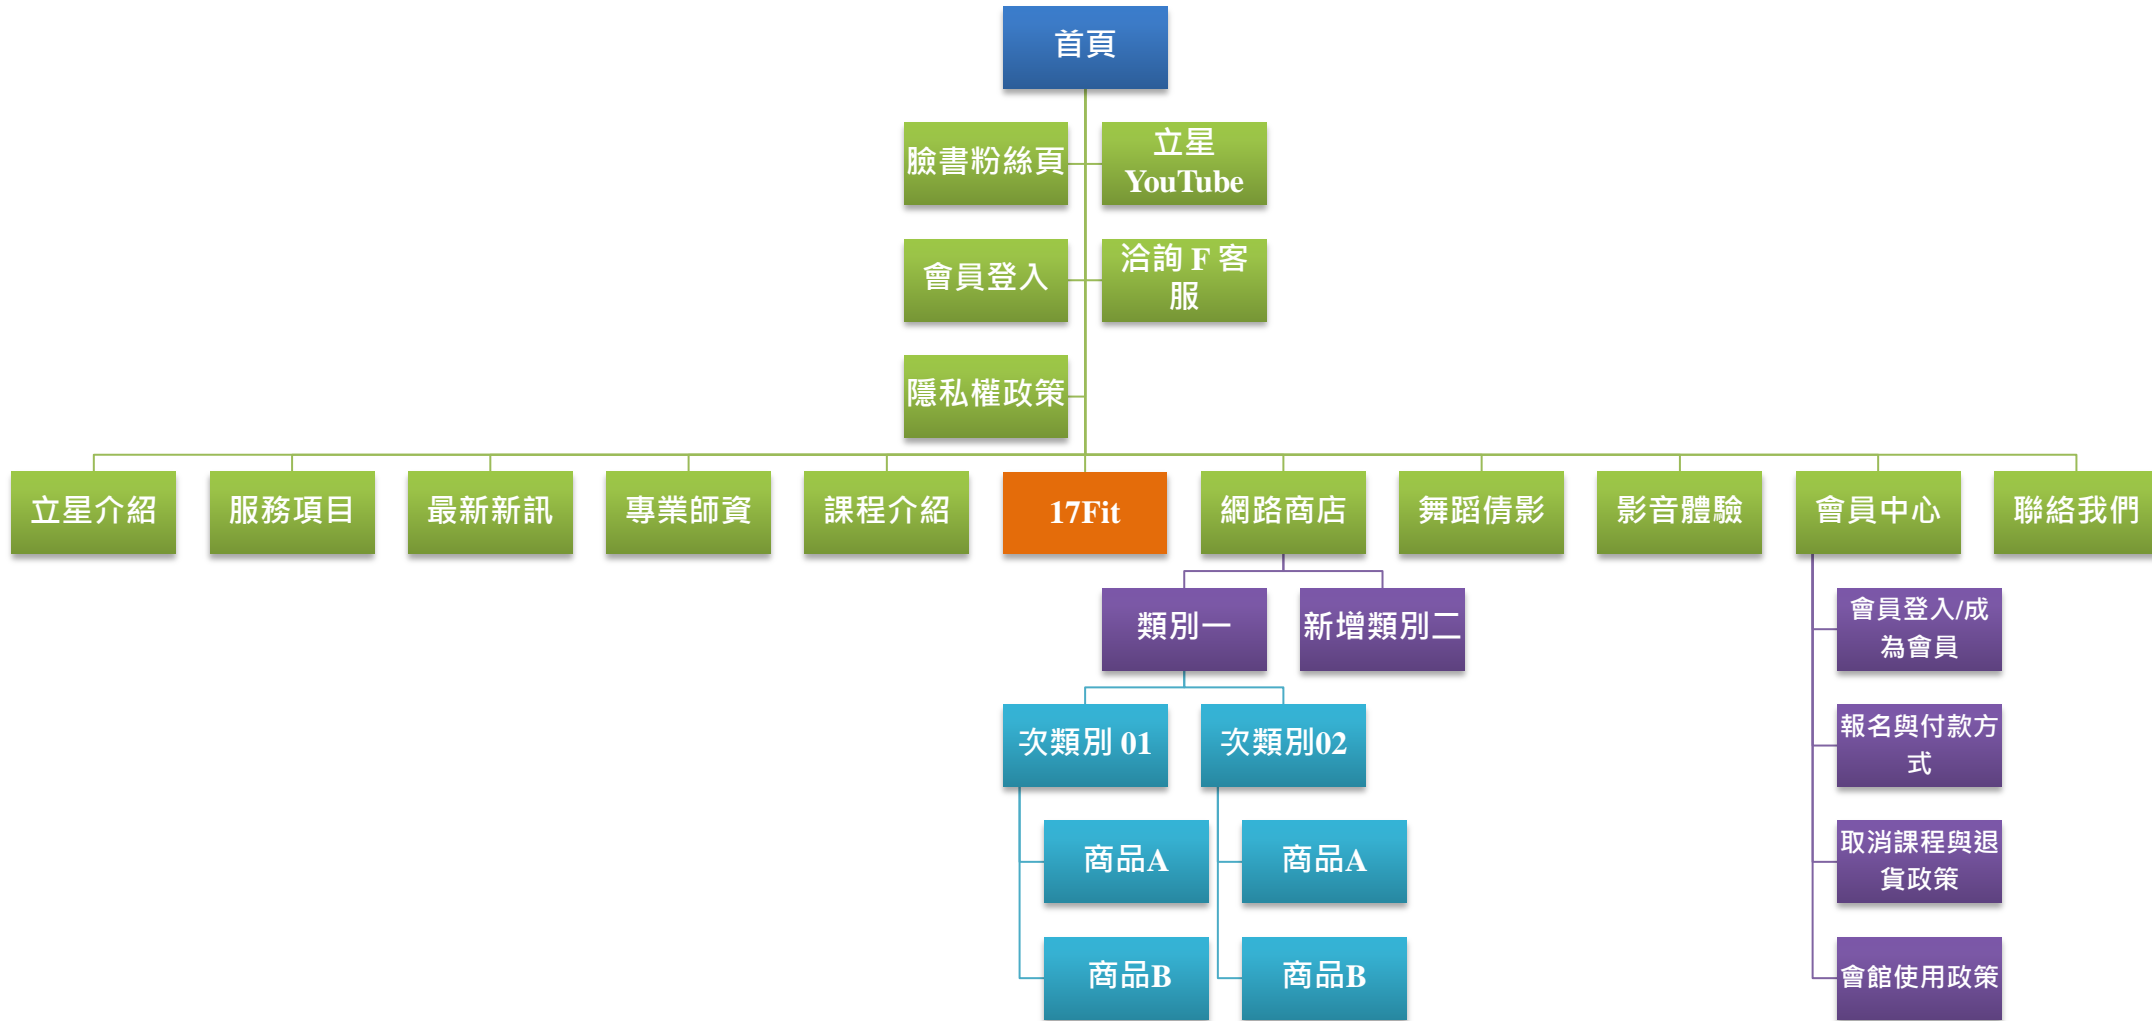 首頁
臉書粉絲頁
立星
YouTube
會員登入
洽詢 F 客
服
隱私權政策
立星介紹
服務項目
最新新訊
專業師資
課程介紹
17Fit
網路商店
舞蹈倩影
影音體驗
會員中心
聯絡我們
類別一
新增類別二
會員登入/成
為會員
次類別 01
次類別02
報名與付款方
式
商品A
商品A
取消課程與退
貨政策
商品B
商品B
會館使用政策